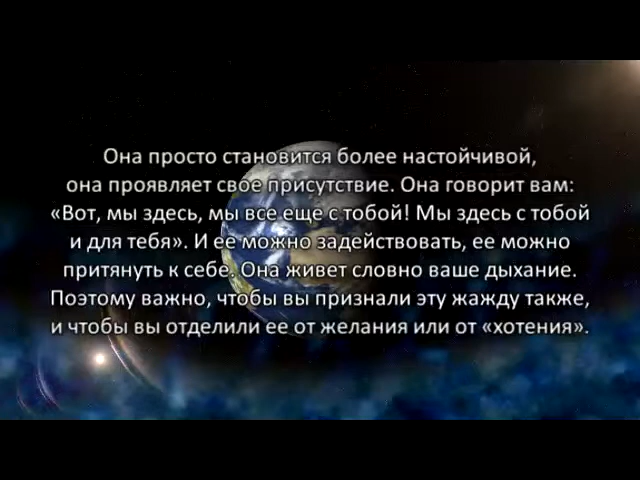 Она просто становится более настойчивой,
она проявляет свое присутствие. Она говорит вам:
«Вот, мы здесь, мы все еще с тобой! Мы здесь с тобой
и для тебя». И ее можно задействовать, ее можно
притянуть к себе. Она живет словно ваше дыхание.
Поэтому важно, чтобы вы признали эту жажду также,
и чтобы вы отделили ее от желания или от «хотения».